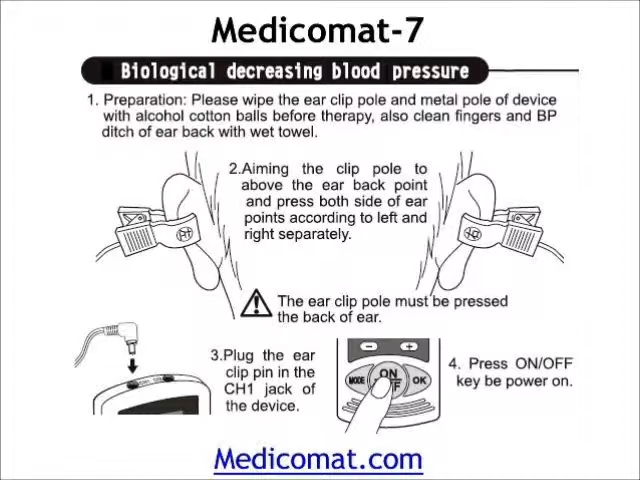 Medicomat-7
Biological decreasing blood pressure
1. Preparation: Please wipe the ear clip pole and metal pole of device
with alcohol cotton balls before therapy, also clean fingers and BP
ditch of ear back with wet towel.
2.Aiming the clip pole to
above the ear back point
and press both side of ear
points according to left and
right separately.
The ear clip pole must be pressed
the back of ear.
3.Plug the ear
clip pin in the
CH1 jack of
the device.
MODE
ON
OK
4. Press ON/OFF
key be power on.
Medicomat.com